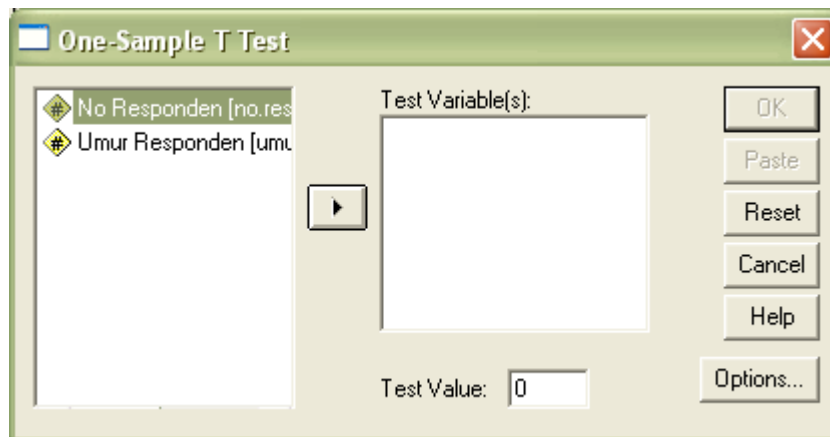 One-Sample T Test
# No Responden [no.res
# Umur Responden [umu
Test Variable(s):
Test Value: 0
OK
Paste
Reset
Cancel
Help
Options...